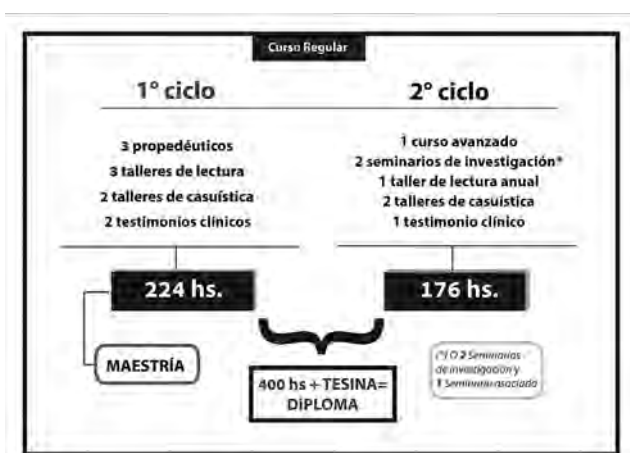 Curso Regular
1° ciclo
3 propedéuticos
3 talleres de lectura
2 talleres de casuística
2 testimonios clínicos
224 hs.
MAESTRÍA
2° ciclo
1 curso avanzado
2 seminarios de investigación*
1 taller de lectura anual
2 talleres de casuística
1 testimonio clínico
176 hs.
400 hs + TESINA=
DIPLOMA
(*) O 2 Seminarios
de investigación y
1 Seminario asociado